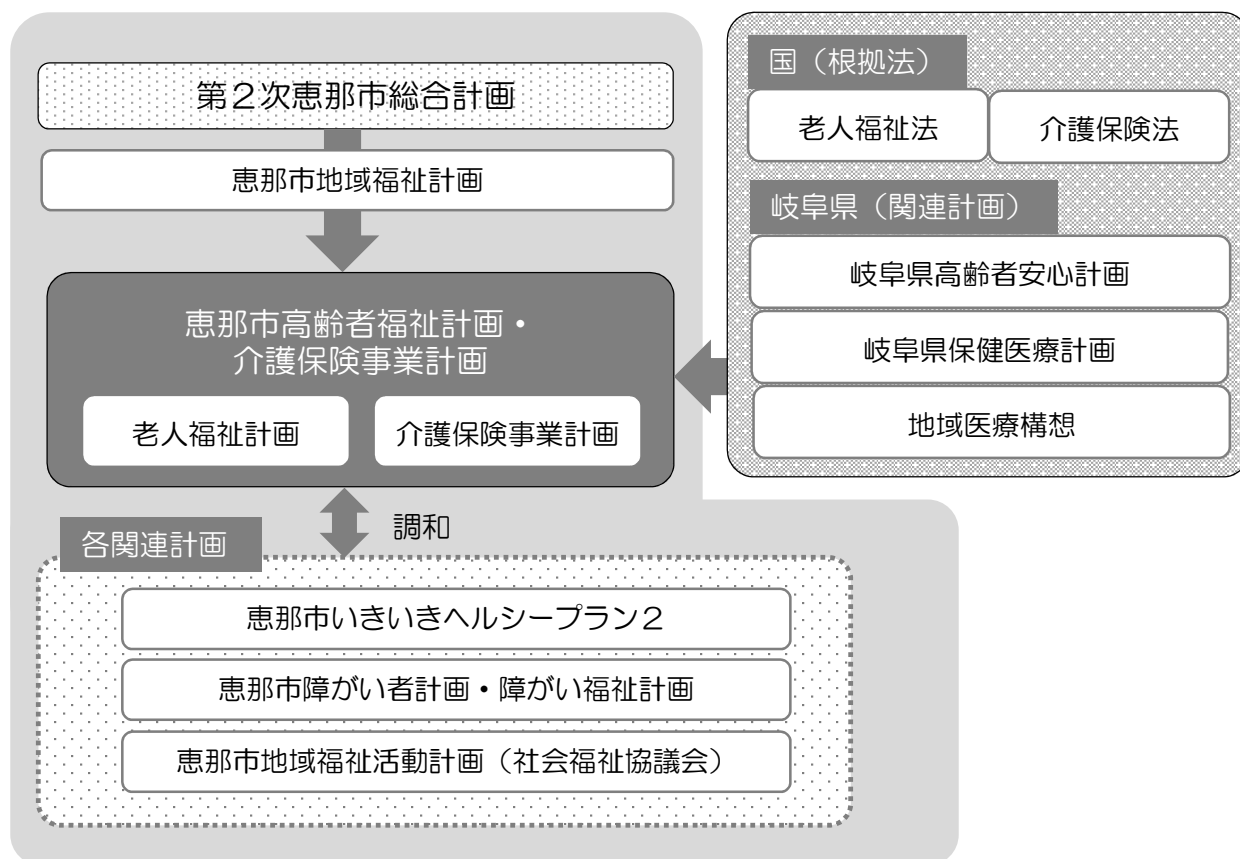 第２次恵那市総合計画
恵那市地域福祉計画
恵那市高齢者福祉計画・
介護保険事業計画
老人福祉計画
介護保険事業計画
調和
各関連計画
恵那市いきいきヘルシープラン２
恵那市障がい者計画・障がい福祉計画
恵那市地域福祉活動計画（社会福祉協議会）
国（根拠法）
老人福祉法
介護保険法
岐阜県（関連計画）
岐阜県高齢者安心計画
岐阜県保健医療計画
地域医療構想